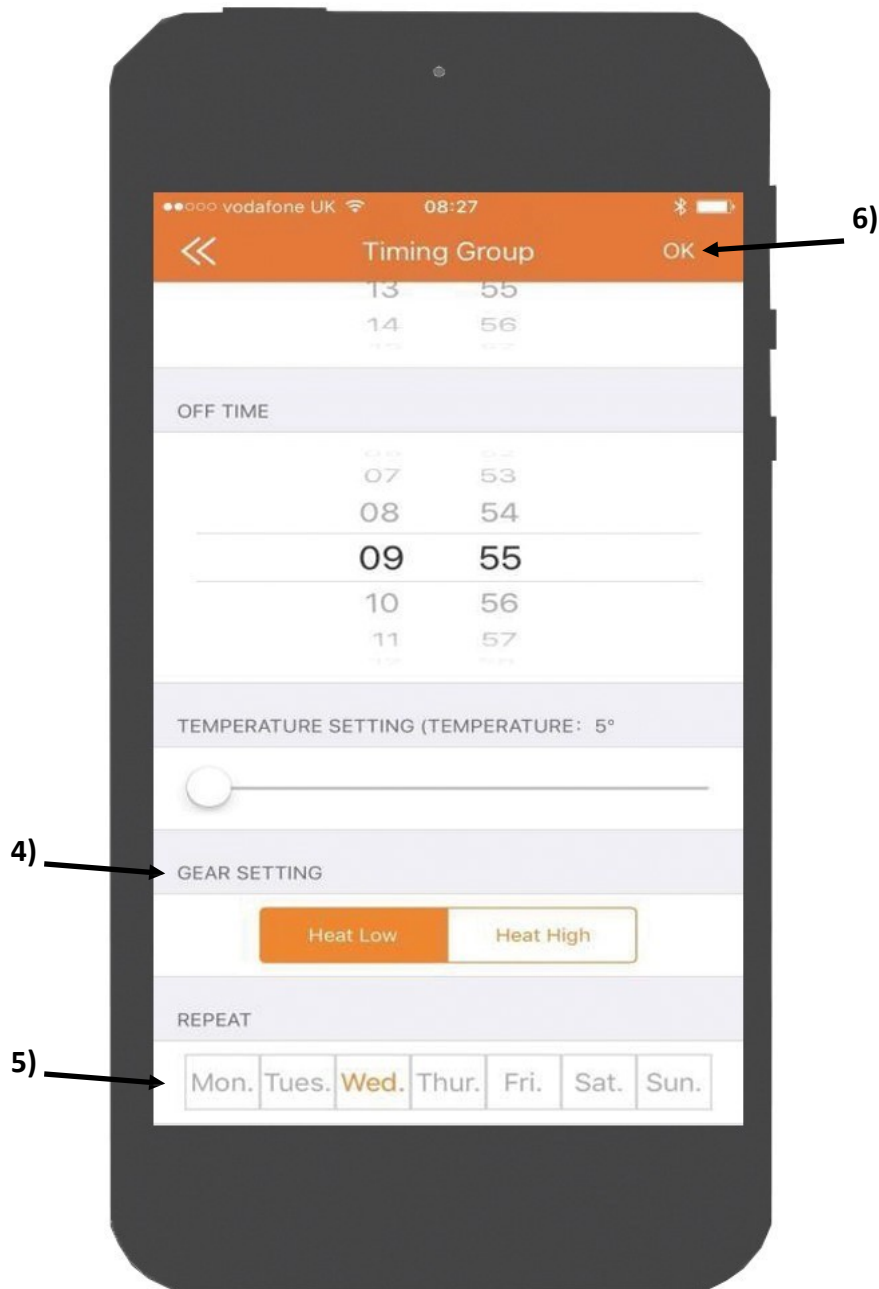 vodafone UK 08:27
Timing Group OK
6)
13 55
14 56
OFF TIME
07 53
08 54
09 55
10 56
11 57
TEMPERATURE SETTING (TEMPERATURE: 5°
4)
GEAR SETTING
Heat Low Heat High
REPEAT
5)
Mon. Tues. Wed. Thur. Fri. Sat. Sun.